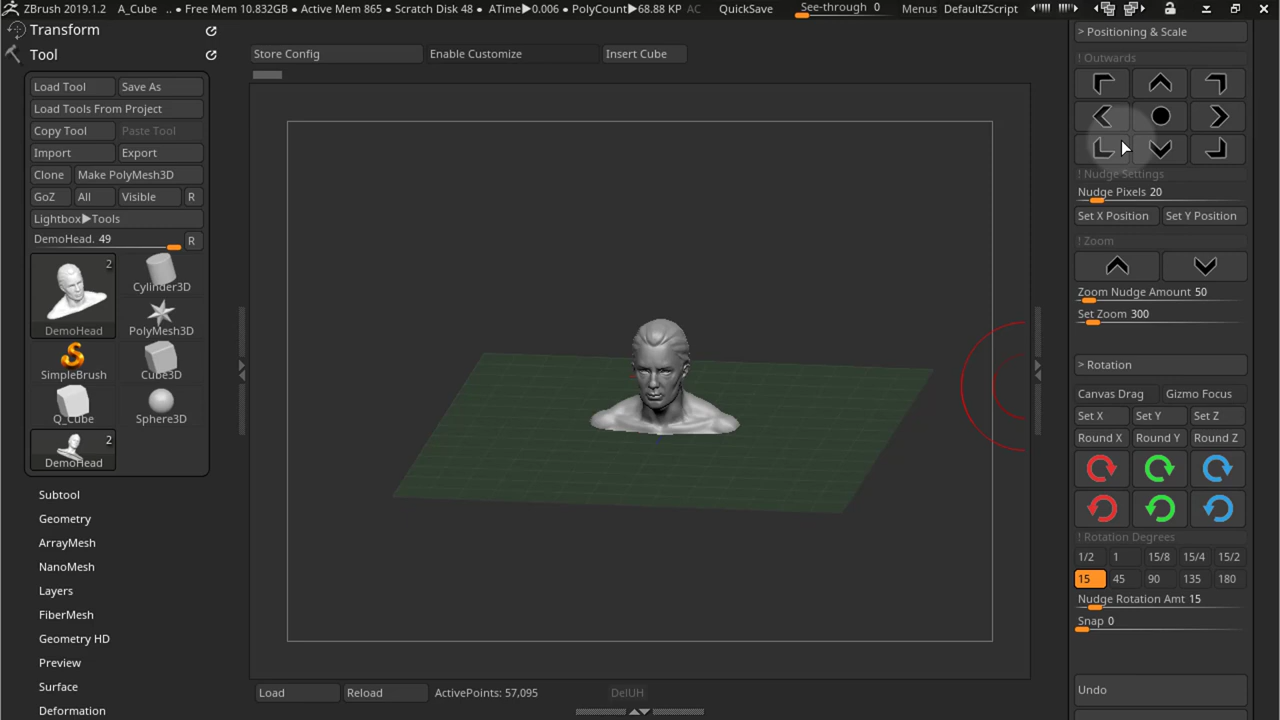 ZBrush 2019.1.2 A_Cube .. • Free Mem 10.832GB • Active Mem 865 • Scratch Disk 48 • ATime▶0.006 • PolyCount▶68.88 KP AC QuickSave See-through 0 Menus DefaultZScript
Transform
Tool
Load Tool Save As
Load Tools From Project
Copy Tool Paste Tool
Import Export
Clone Make PolyMesh3D
GoZ All Visible R
Lightbox▶Tools
DemoHead. 49 R
2
DemoHead
Cylinder3D
PolyMesh3D
SimpleBrush Cube3D
Q_Cube Sphere3D
2
DemoHead
Subtool
Geometry
ArrayMesh
NanoMesh
Layers
FiberMesh
Geometry HD
Preview
Surface
Deformation
Store Config Enable Customize Insert Cube
Load Reload ActivePoints: 57,095 DelUH
> Positioning & Scale
! Outwards
! Nudge Settings
Nudge Pixels 20
Set X Position Set Y Position
! Zoom
Zoom Nudge Amount 50
Set Zoom 300
> Rotation
Canvas Drag Gizmo Focus
Set X Set Y Set Z
Round X Round Y Round Z
! Rotation Degrees
1/2 1 15/8 15/4 15/2
15 45 90 135 180
Nudge Rotation Amt 15
Snap 0
Undo